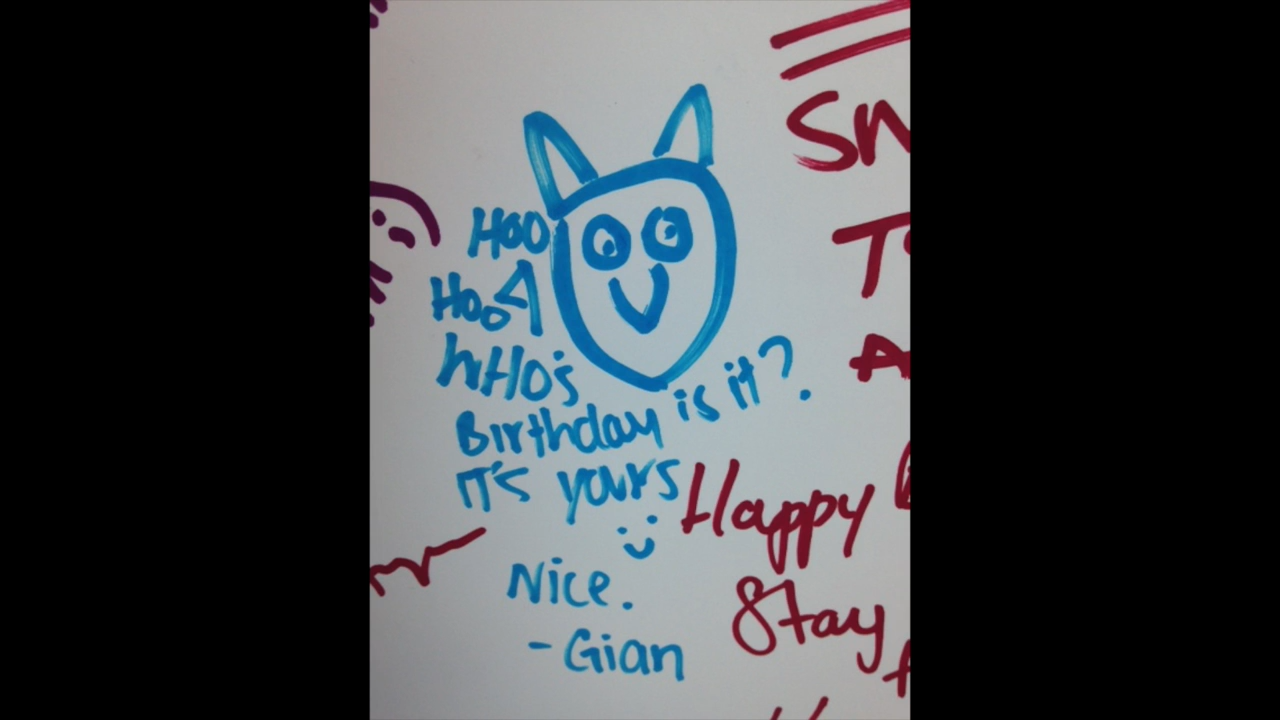 Hoo
Hoo
WHO's
Birthday is it?
IT's yours
Nice.
- Gian
Happy
Stay